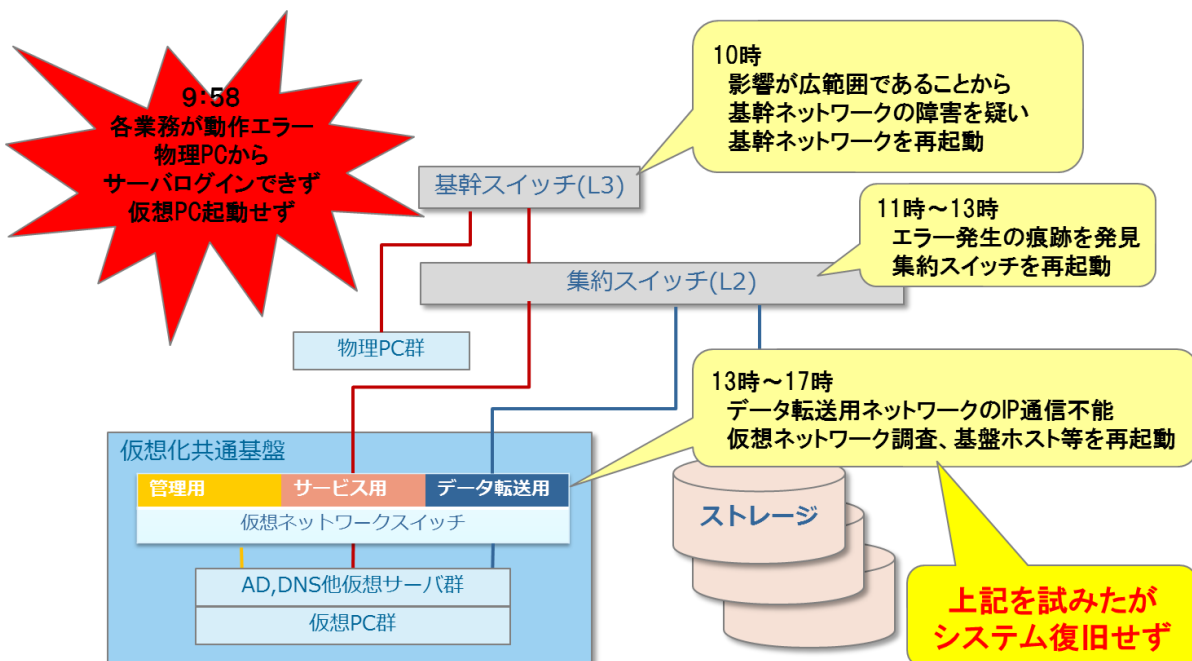 9:58
各業務が動作エラー
物理PCから
サーバログインできず
仮想PC起動せず
10時
影響が広範囲であることから
基幹ネットワークの障害を疑い
基幹ネットワークを再起動
基幹スイッチ(L3)
11時～13時
エラー発生の痕跡を発見
集約スイッチを再起動
集約スイッチ(L2)
物理PC群
13時～17時
データ転送用ネットワークのIP通信不能
仮想ネットワーク調査、基盤ホスト等を再起動
仮想化共通基盤
管理用
サービス用
データ転送用
仮想ネットワークスイッチ
ストレージ
AD,DNS他仮想サーバ群
仮想PC群
上記を試みたが
システム復旧せず